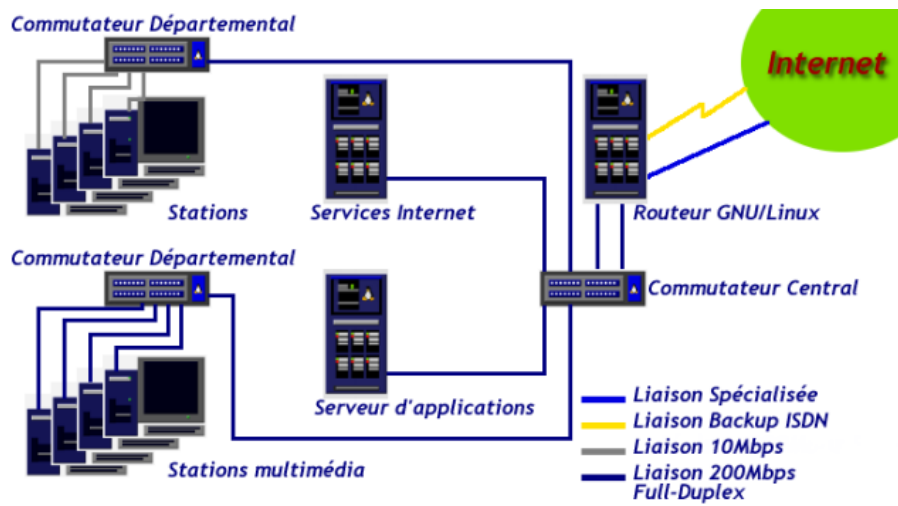 Commutateur Départemental
Internet
Stations
Services Internet
Routeur GNU/Linux
Commutateur Départemental
Commutateur Central
Serveur d'applications
Stations multimédia
Liaison Spécialisée
Liaison Backup ISDN
Liaison 10Mbps
Liaison 200Mbps
Full-Duplex